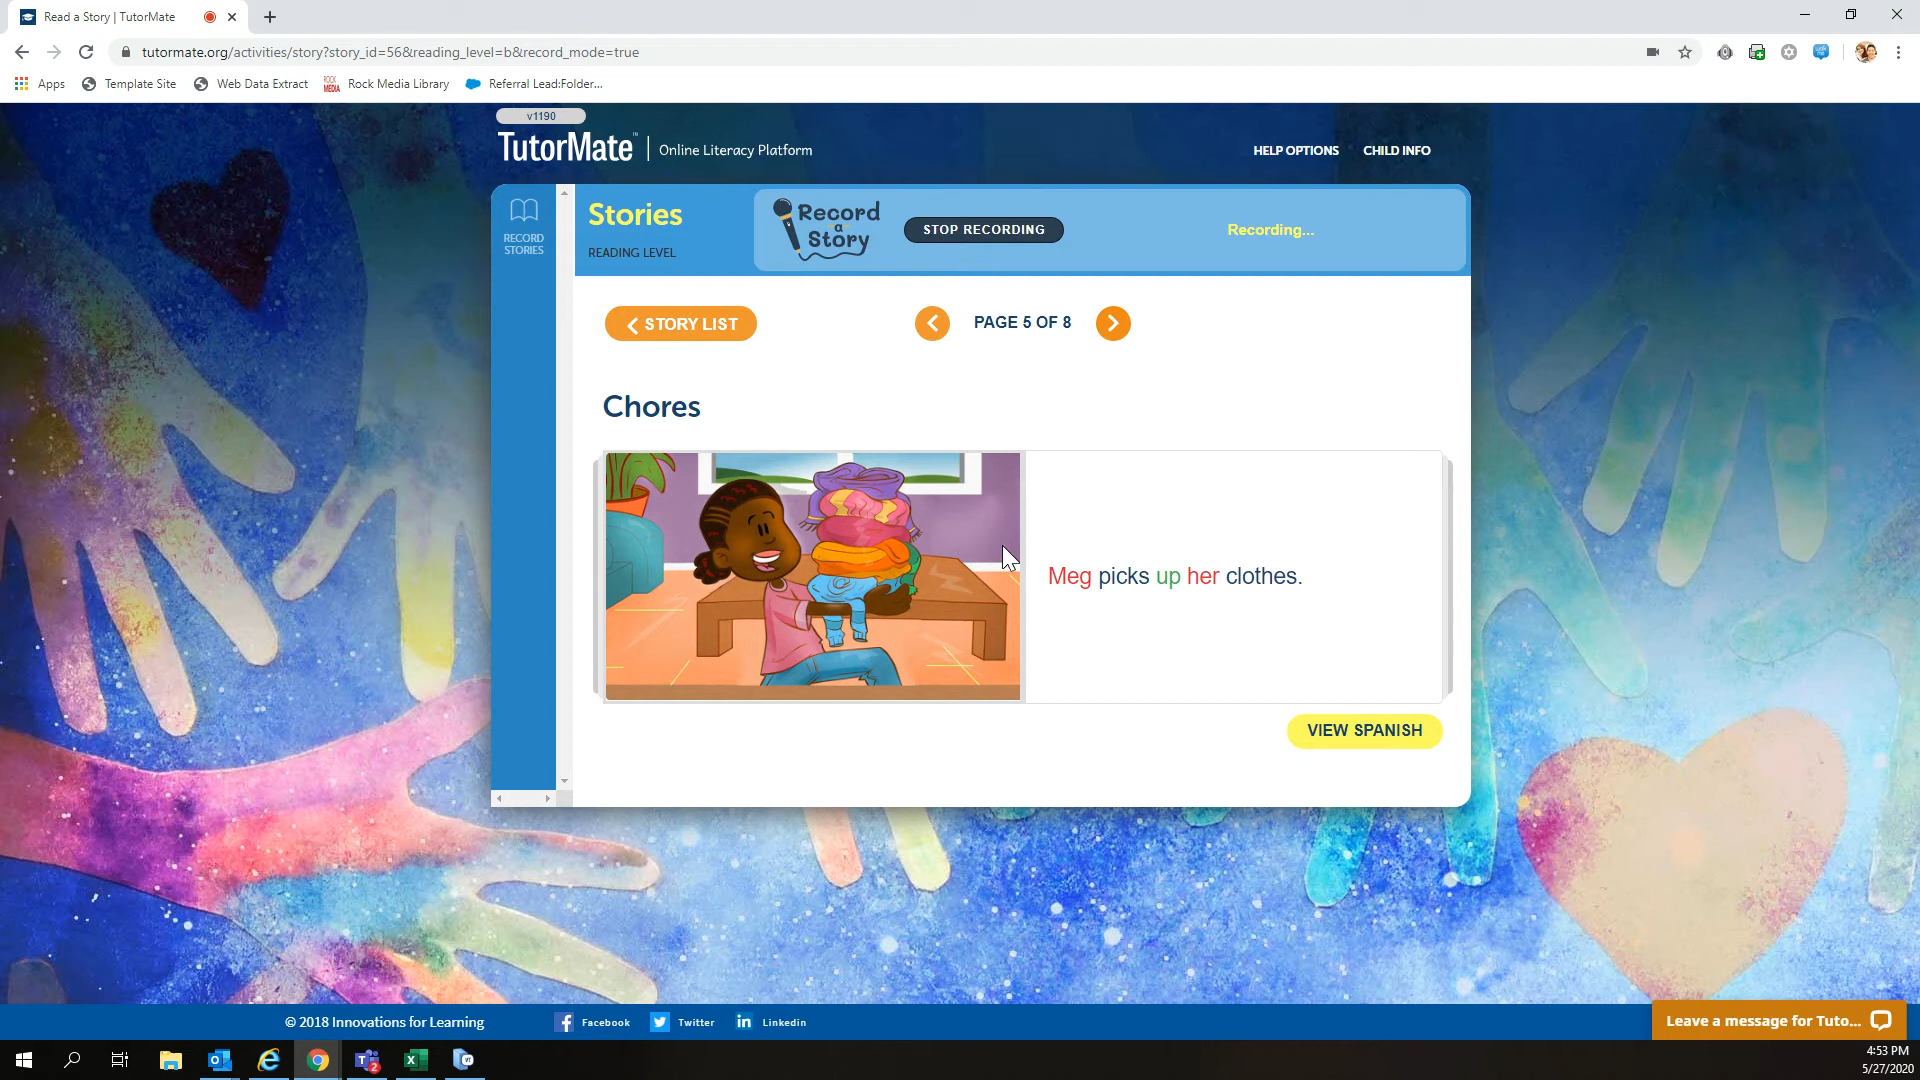 Read a Story | TutorMate
tutormate.org/activities/story?story_id=56&reading_level=b&record_mode=true
Apps Template Site Web Data Extract ROCK MEDIA Rock Media Library Referral Lead:Folder...
v1190
TutorMate™ | Online Literacy Platform
HELP OPTIONS CHILD INFO
RECORD STORIES
Stories
READING LEVEL
Record a Story
STOP RECORDING
Recording...
STORY LIST
PAGE 5 OF 8
Chores
Meg picks up her clothes.
VIEW SPANISH
© 2018 Innovations for Learning Facebook Twitter Linkedin
Leave a message for Tuto...
4:53 PM
5/27/2020